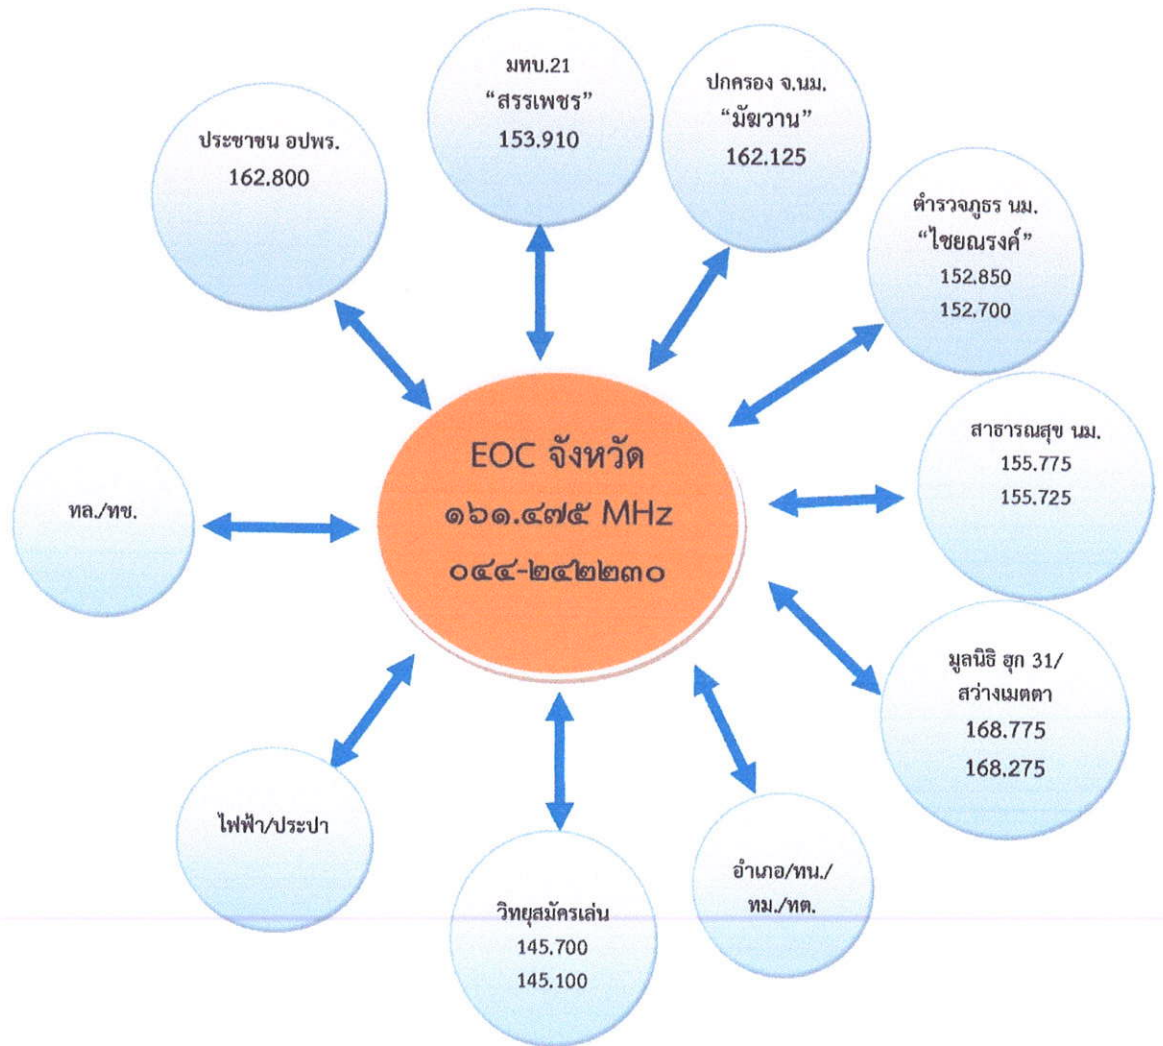 มทบ.21
“สรรเพชร”
153.910
ปกครอง จ.นม.
“มัฆวาน”
162.125
ประชาชน อปพร.
162.800
ตำรวจภูธร นม.
“ไชยณรงค์”
152.850
152.700
EOC จังหวัด
๑๖๑.๔๗๕ MHz
๐๔๔-๒๔๒๒๓๐
สาธารณสุข นม.
155.775
155.725
ทล./ทช.
มูลนิธิ ฮุก 31/
สว่างเมตตา
168.775
168.275
ไฟฟ้า/ประปา
อำเภอ/ทน./
ทม./ทต.
วิทยุสมัครเล่น
145.700
145.100